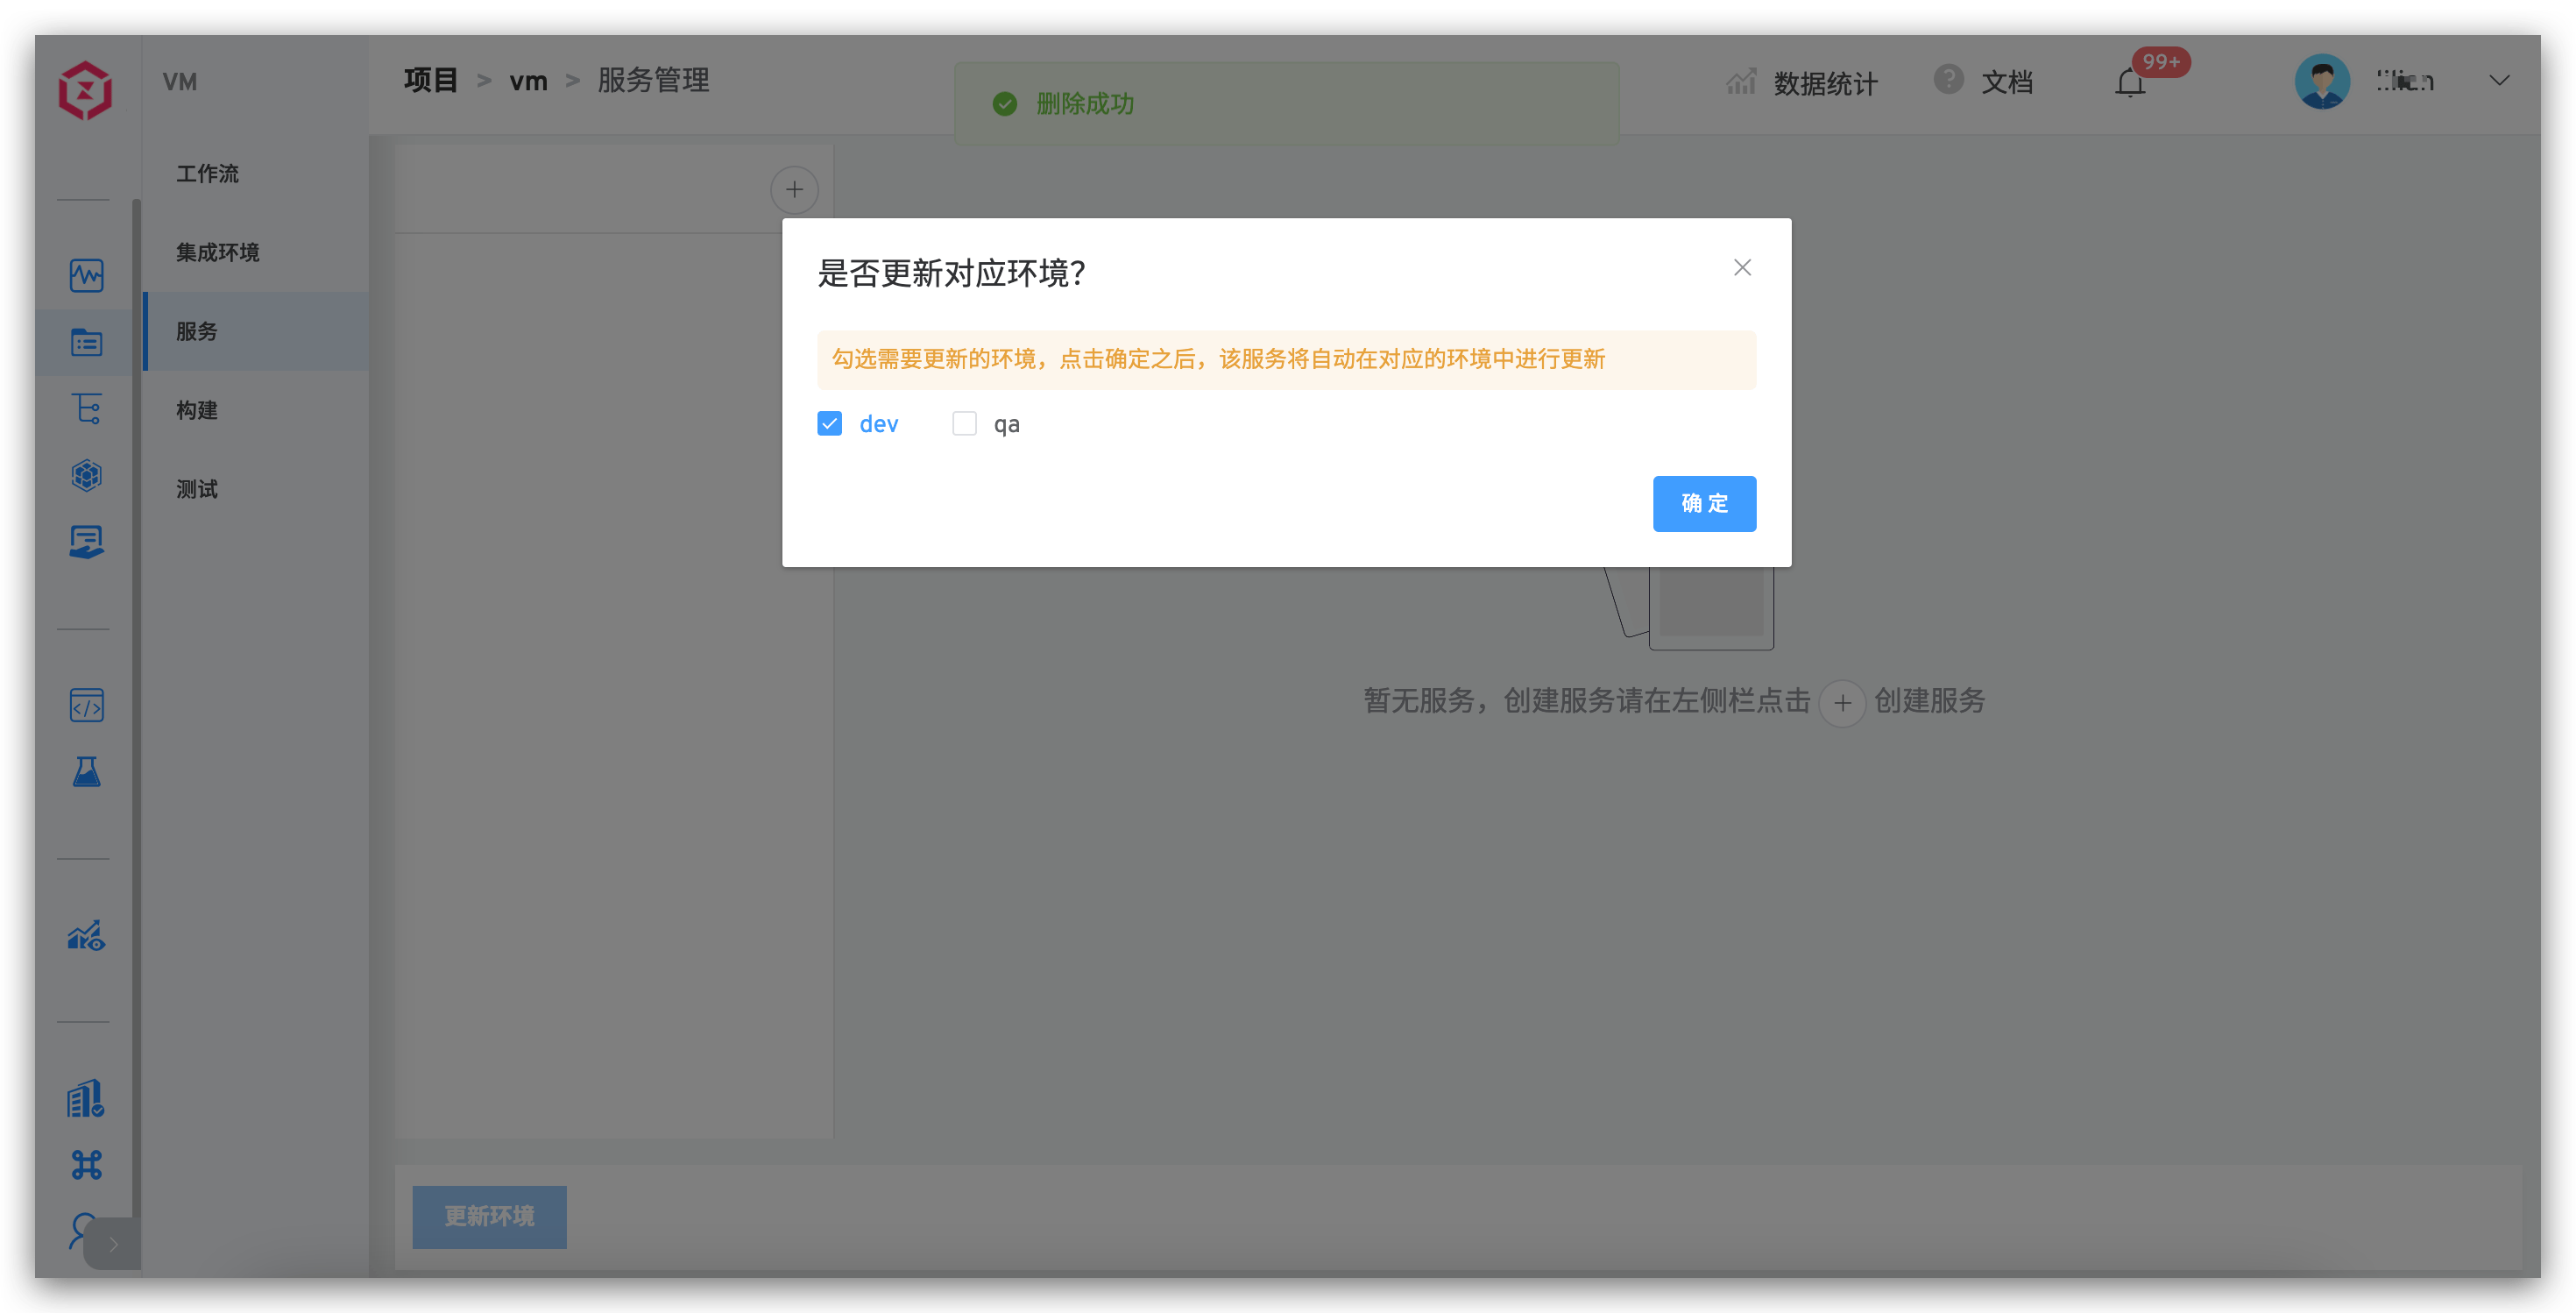 VM
项目 > vm > 服务管理
删除成功
数据统计
文档
99+
工作流
集成环境
服务
构建
测试
是否更新对应环境?
勾选需要更新的环境，点击确定之后，该服务将自动在对应的环境中进行更新
dev qa
确 定
暂无服务，创建服务请在左侧栏点击 + 创建服务
更新环境